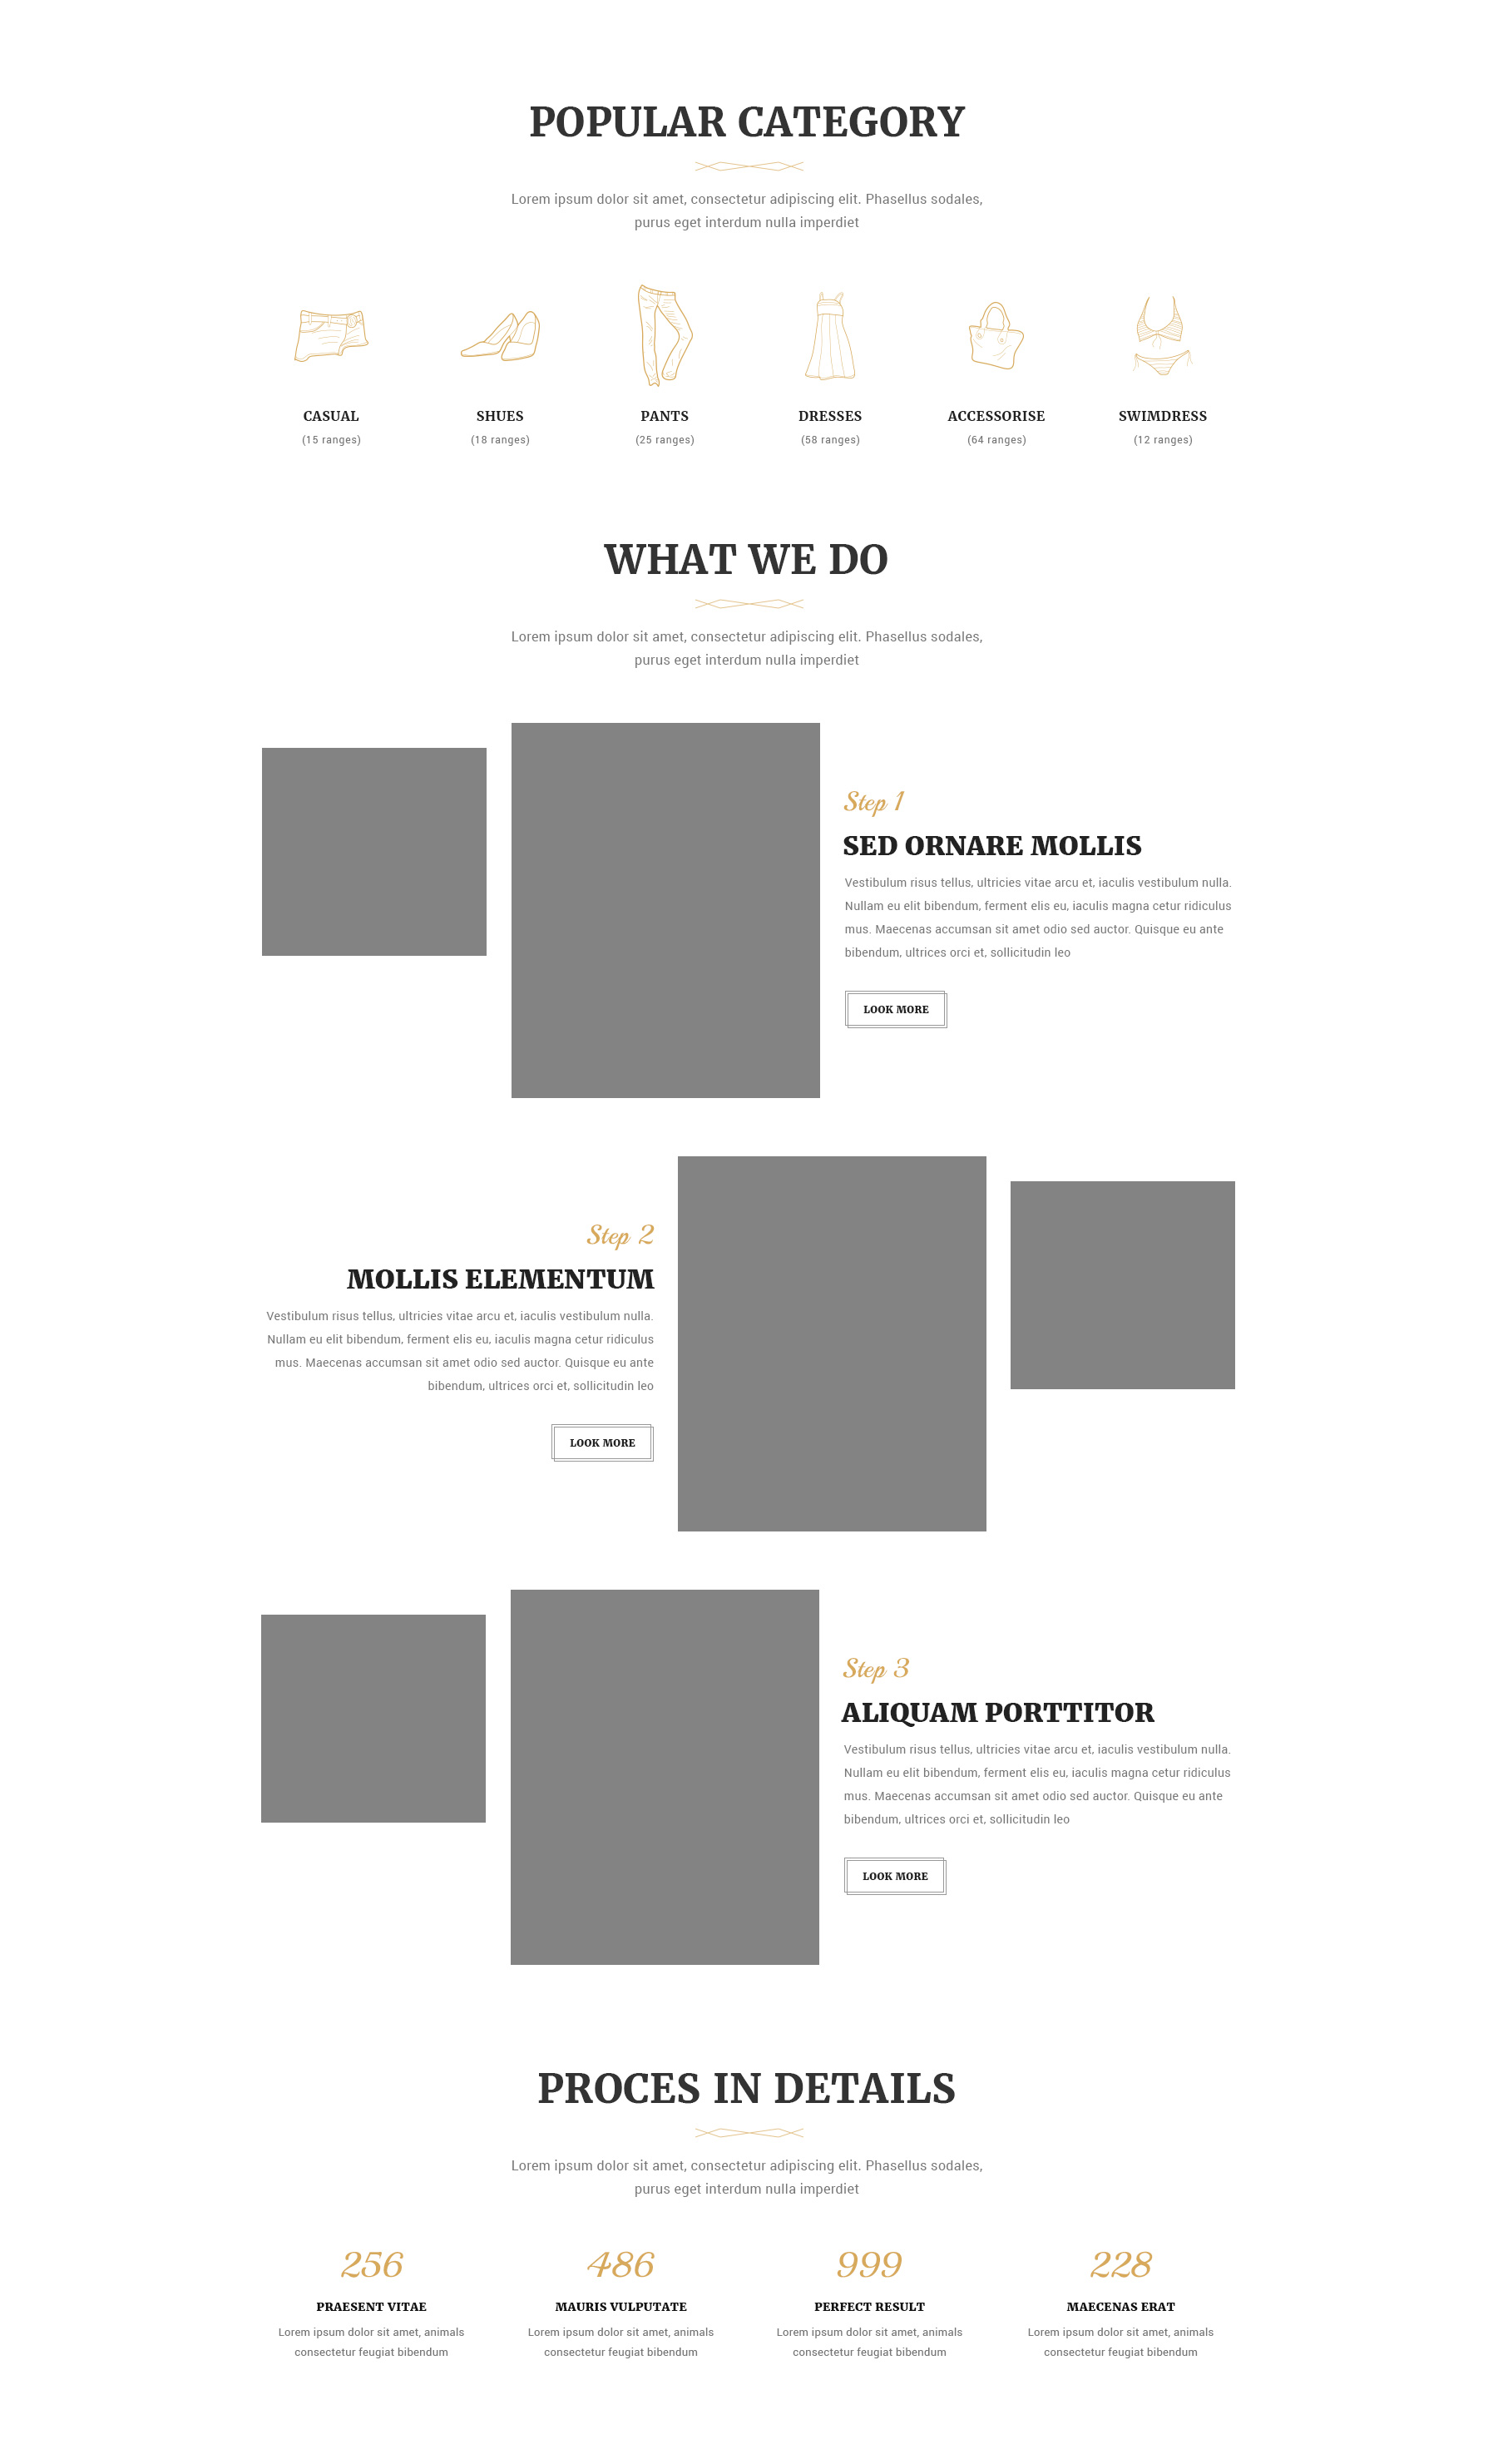 POPULAR CATEGORY
Lorem ipsum dolor sit amet, consectetur adipiscing elit. Phasellus sodales,
purus eget interdum nulla imperdiet
CASUAL
(15 ranges)
SHUES
(18 ranges)
PANTS
(25 ranges)
DRESSES
(58 ranges)
ACCESSORISE
(64 ranges)
SWIMDRESS
(12 ranges)
WHAT WE DO
Lorem ipsum dolor sit amet, consectetur adipiscing elit. Phasellus sodales,
purus eget interdum nulla imperdiet
Step 1
SED ORNARE MOLLIS
Vestibulum risus tellus, ultricies vitae arcu et, iaculis vestibulum nulla.
Nullam eu elit bibendum, ferment elis eu, iaculis magna cetur ridiculus
mus. Maecenas accumsan sit amet odio sed auctor. Quisque eu ante
bibendum, ultrices orci et, sollicitudin leo
LOOK MORE
Step 2
MOLLIS ELEMENTUM
Vestibulum risus tellus, ultricies vitae arcu et, iaculis vestibulum nulla.
Nullam eu elit bibendum, ferment elis eu, iaculis magna cetur ridiculus
mus. Maecenas accumsan sit amet odio sed auctor. Quisque eu ante
bibendum, ultrices orci et, sollicitudin leo
LOOK MORE
Step 3
ALIQUAM PORTTITOR
Vestibulum risus tellus, ultricies vitae arcu et, iaculis vestibulum nulla.
Nullam eu elit bibendum, ferment elis eu, iaculis magna cetur ridiculus
mus. Maecenas accumsan sit amet odio sed auctor. Quisque eu ante
bibendum, ultrices orci et, sollicitudin leo
LOOK MORE
PROCES IN DETAILS
Lorem ipsum dolor sit amet, consectetur adipiscing elit. Phasellus sodales,
purus eget interdum nulla imperdiet
256
PRAESENT VITAE
Lorem ipsum dolor sit amet, animals
consectetur feugiat bibendum
486
MAURIS VULPUTATE
Lorem ipsum dolor sit amet, animals
consectetur feugiat bibendum
999
PERFECT RESULT
Lorem ipsum dolor sit amet, animals
consectetur feugiat bibendum
228
MAECENAS ERAT
Lorem ipsum dolor sit amet, animals
consectetur feugiat bibendum